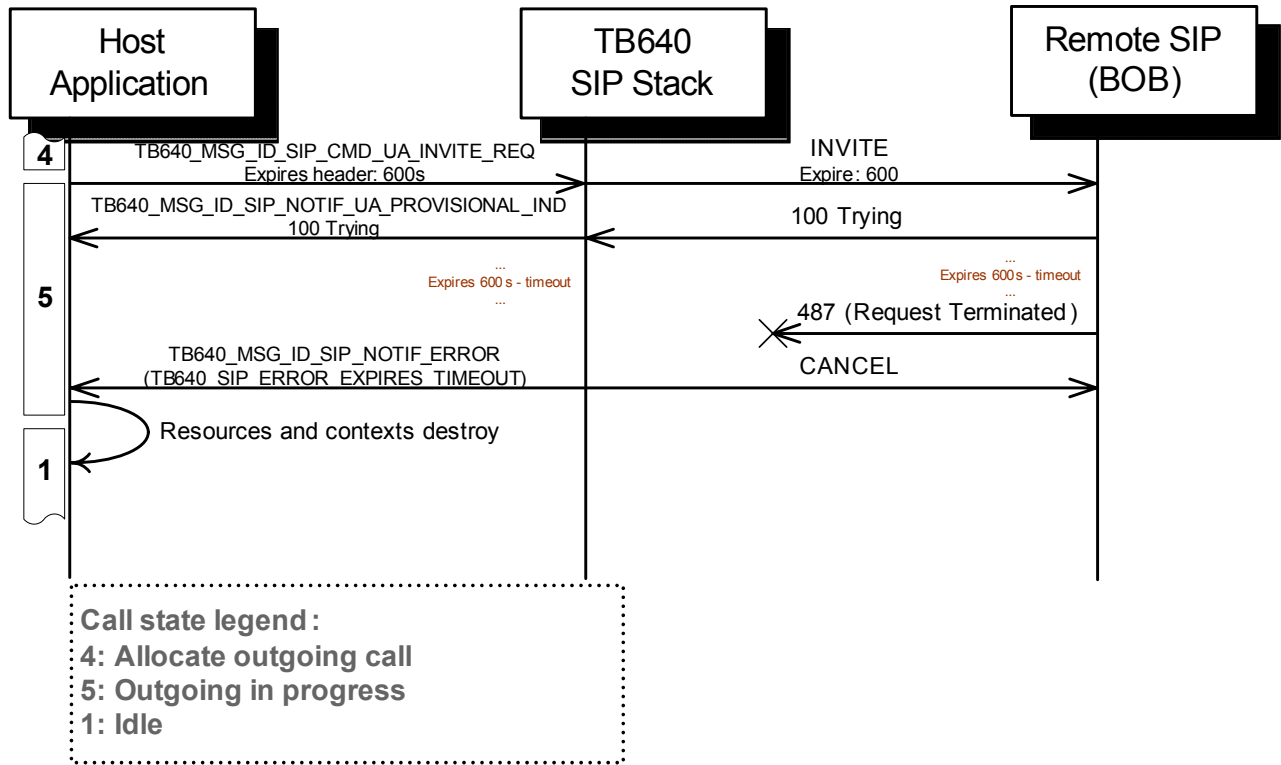 Host
Application
TB640
SIP Stack
Remote SIP
(BOB)
4
TB640_MSG_ID_SIP_CMD_UA_INVITE_REQ
Expires header: 600s
INVITE
Expire: 600
TB640_MSG_ID_SIP_NOTIF_UA_PROVISIONAL_IND
100 Trying
100 Trying
5
...
Expires 600s - timeout
...
...
Expires 600s - timeout
...
487 (Request Terminated)
TB640_MSG_ID_SIP_NOTIF_ERROR
(TB640_SIP_ERROR_EXPIRES_TIMEOUT)
CANCEL
Resources and contexts destroy
1
Call state legend:
4: Allocate outgoing call
5: Outgoing in progress
1: Idle